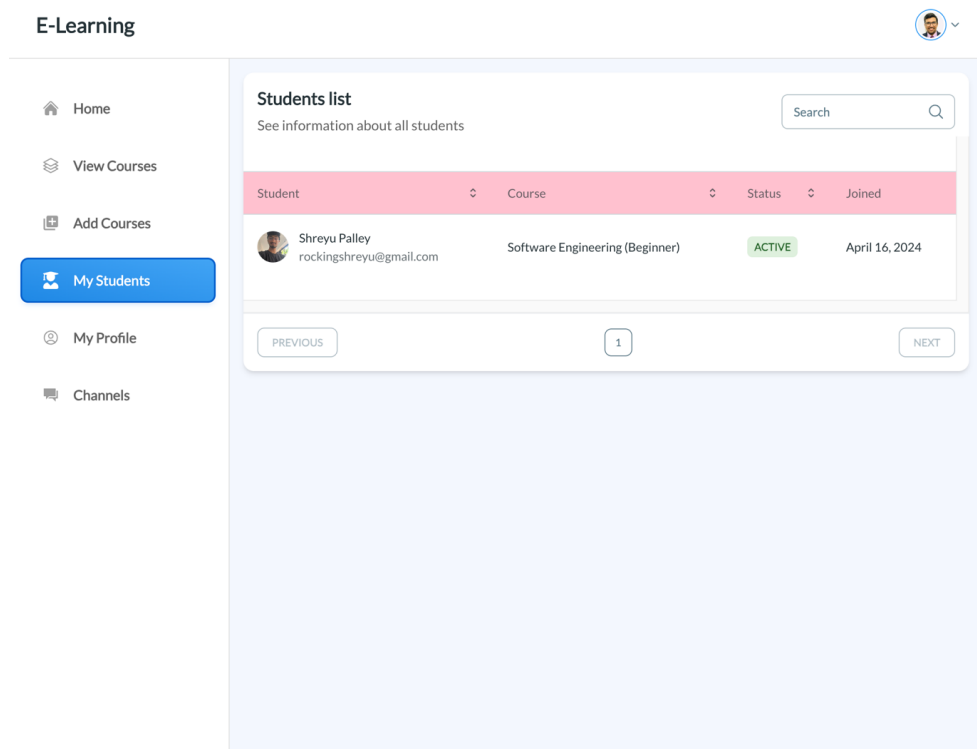 E-Learning
Home
View Courses
Add Courses
My Students
My Profile
Channels
Students list
See information about all students
Search
Student Course Status Joined
Shreyu Palley
rockingshreyu@gmail.com
Software Engineering (Beginner)
ACTIVE
April 16, 2024
PREVIOUS 1 NEXT